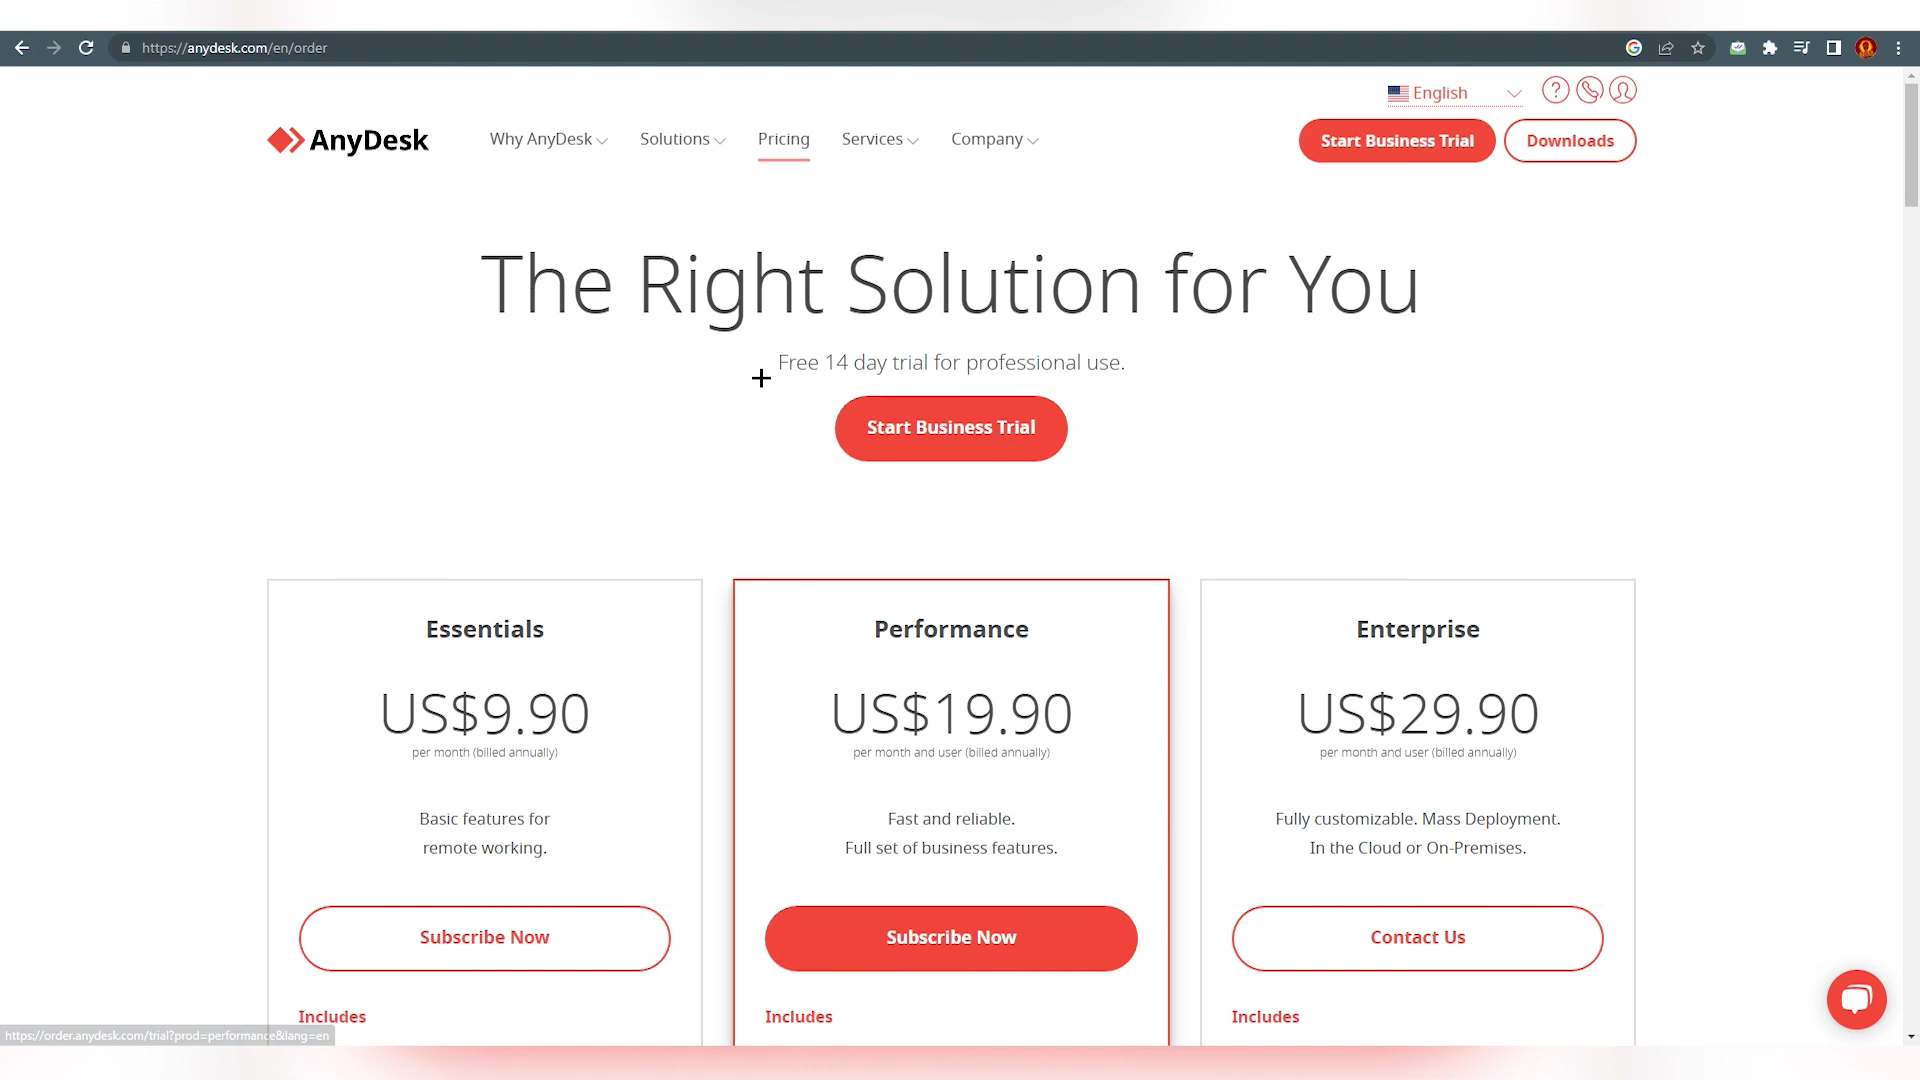 https://anydesk.com/en/order
English
AnyDesk
Why AnyDesk
Solutions
Pricing
Services
Company
Start Business Trial
Downloads
The Right Solution for You
Free 14 day trial for professional use.
Start Business Trial
Essentials
US$9.90
per month (billed annually)
Basic features for
remote working.
Subscribe Now
Includes
Performance
US$19.90
per month and user (billed annually)
Fast and reliable.
Full set of business features.
Subscribe Now
Includes
Enterprise
US$29.90
per month and user (billed annually)
Fully customizable. Mass Deployment.
In the Cloud or On-Premises.
Contact Us
Includes
https://order.anydesk.com/trial?prod=performance&lang=en